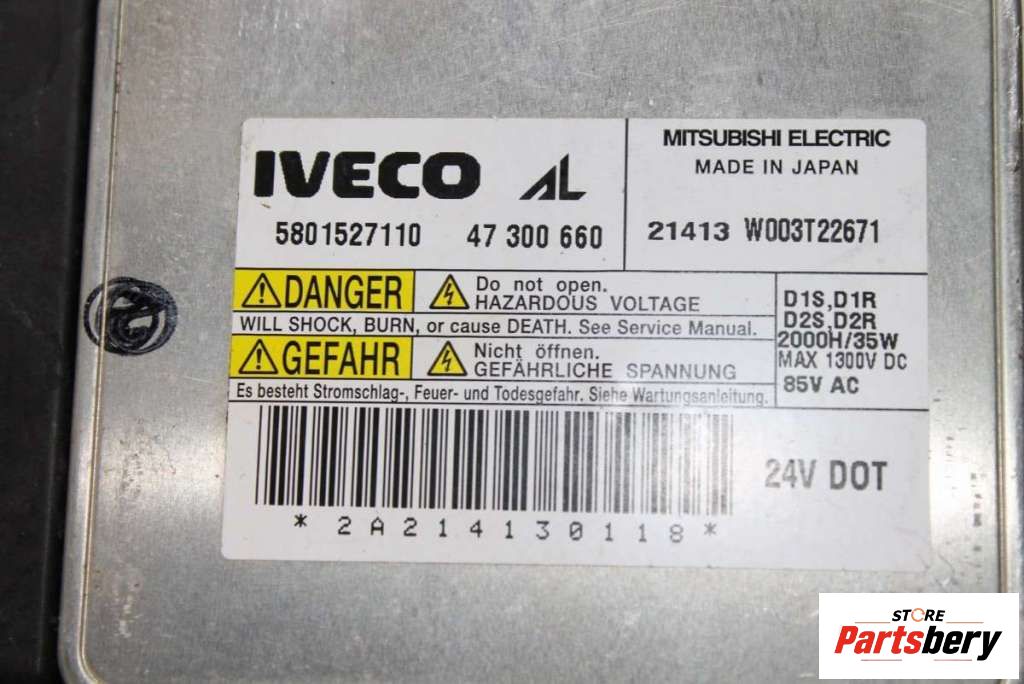 IVECO AL
5801527110 47 300 660
MITSUBISHI ELECTRIC
MADE IN JAPAN
21413 W003T22671
DANGER
Do not open.
HAZARDOUS VOLTAGE
WILL SHOCK, BURN, or cause DEATH. See Service Manual.
GEFAHR
Nicht öffnen.
GEFÄHRLICHE SPANNUNG
Es besteht Stromschlag-, Feuer- und Todesgefahr. Siehe Wartungsanleitung.
D1S,D1R
D2S,D2R
2000H/35W
MAX 1300V DC
85V AC
24V DOT
*2A214130118*
STORE
Partsbery